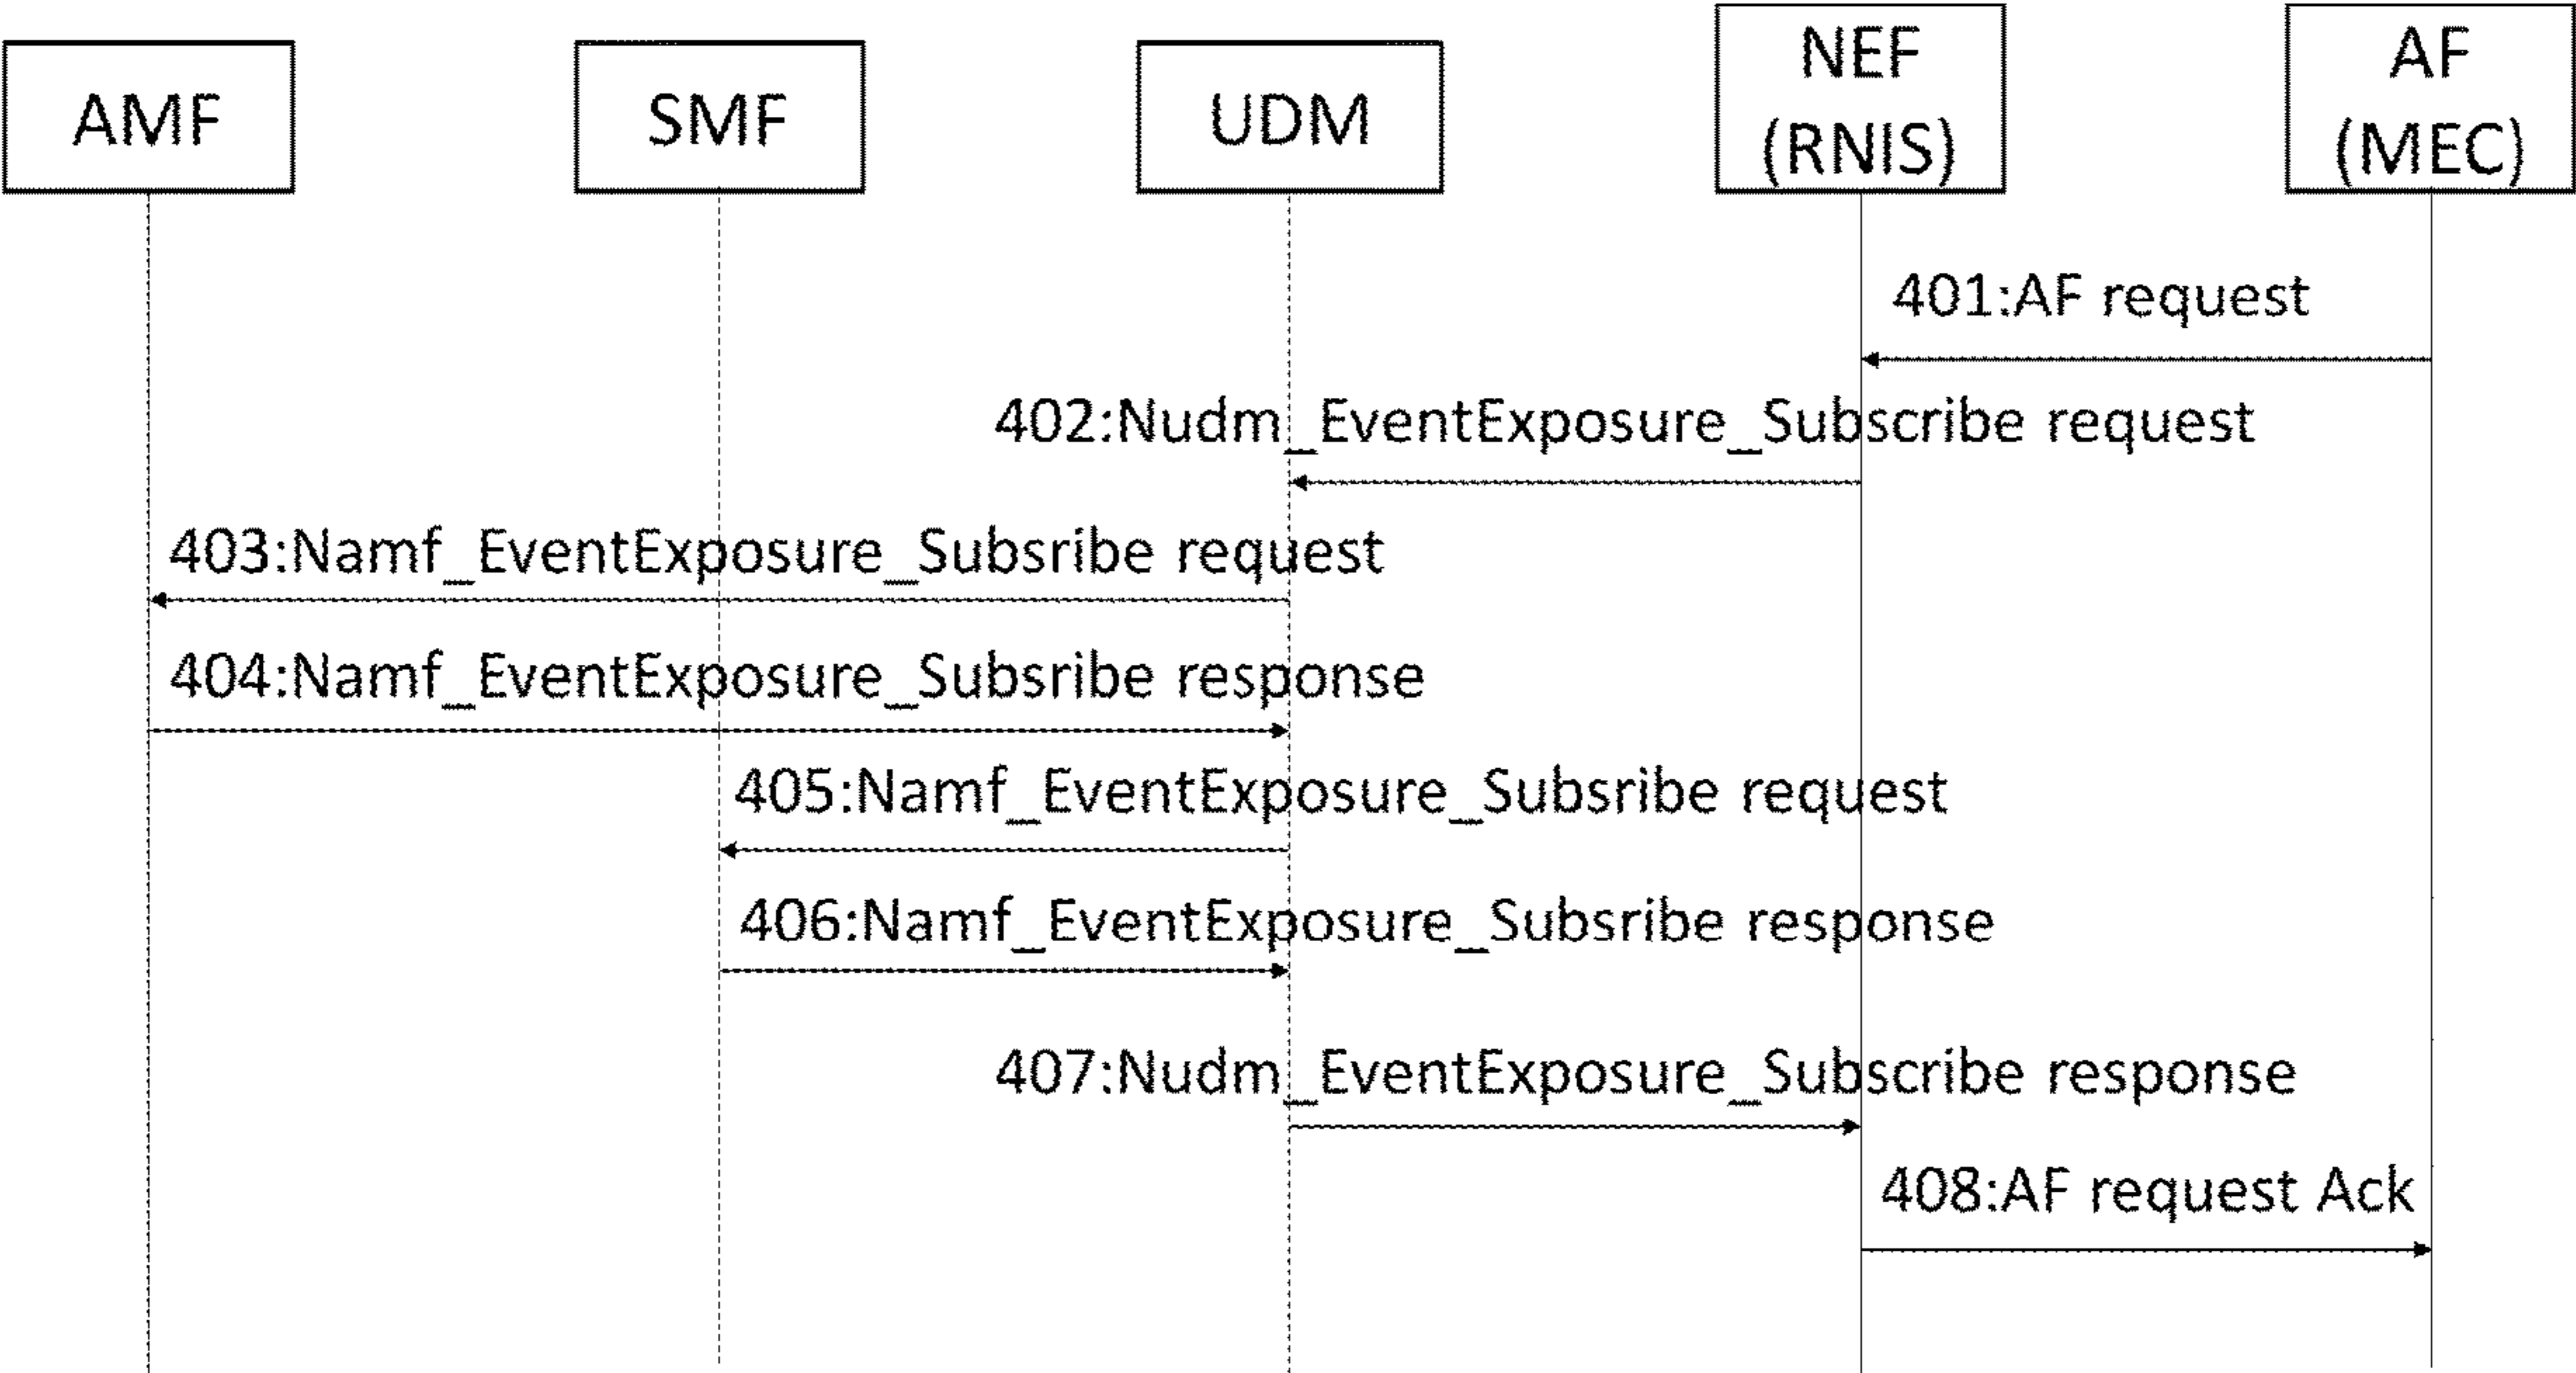 AMF
SMF
UDM
NEF
(RNIS)
AF
(MEC)
401:AF request
402:Nudm_EventExposure_Subscribe request
403:Namf_EventExposure_Subsribe request
404:Namf_EventExposure_Subsribe response
405:Namf_EventExposure_Subsribe request
406:Namf_EventExposure_Subsribe response
407:Nudm_EventExposure_Subscribe response
408:AF request Ack